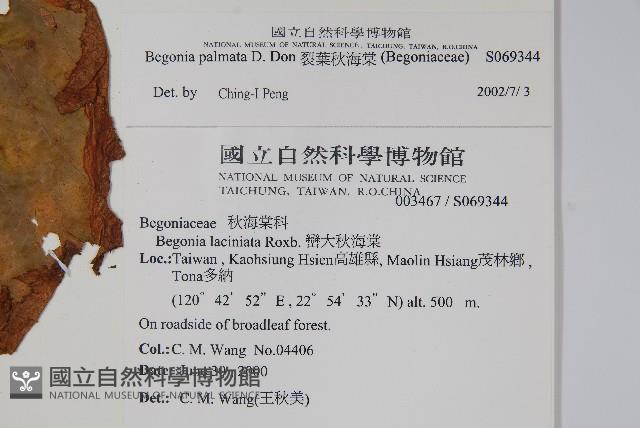 國立自然科學博物館
NATIONAL MUSEUM OF NATURAL SCIENCE, TAICHUNG, TAIWAN, R.O.CHINA
Begonia palmata D. Don 裂葉秋海棠 (Begoniaceae) S069344
Det. by Ching-I Peng 2002/7/ 3
國立自然科學博物館
NATIONAL MUSEUM OF NATURAL SCIENCE
TAICHUNG, TAIWAN, R.O.CHINA
003467 / S069344
Begoniaceae 秋海棠科
Begonia laciniata Roxb. 巒大秋海棠
Loc.:Taiwan , Kaohsiung Hsien高雄縣, Maolin Hsiang茂林鄉 ,
Tona多納
(120° 42′ 52″ E , 22° 54′ 33″ N) alt. 500 m.
On roadside of broadleaf forest.
Col.: C. M. Wang No.04406
Date: June 30, 2000
Det.: C. M. Wang(王秋美)
國立自然科學博物館
NATIONAL MUSEUM OF NATURAL SCIENCE